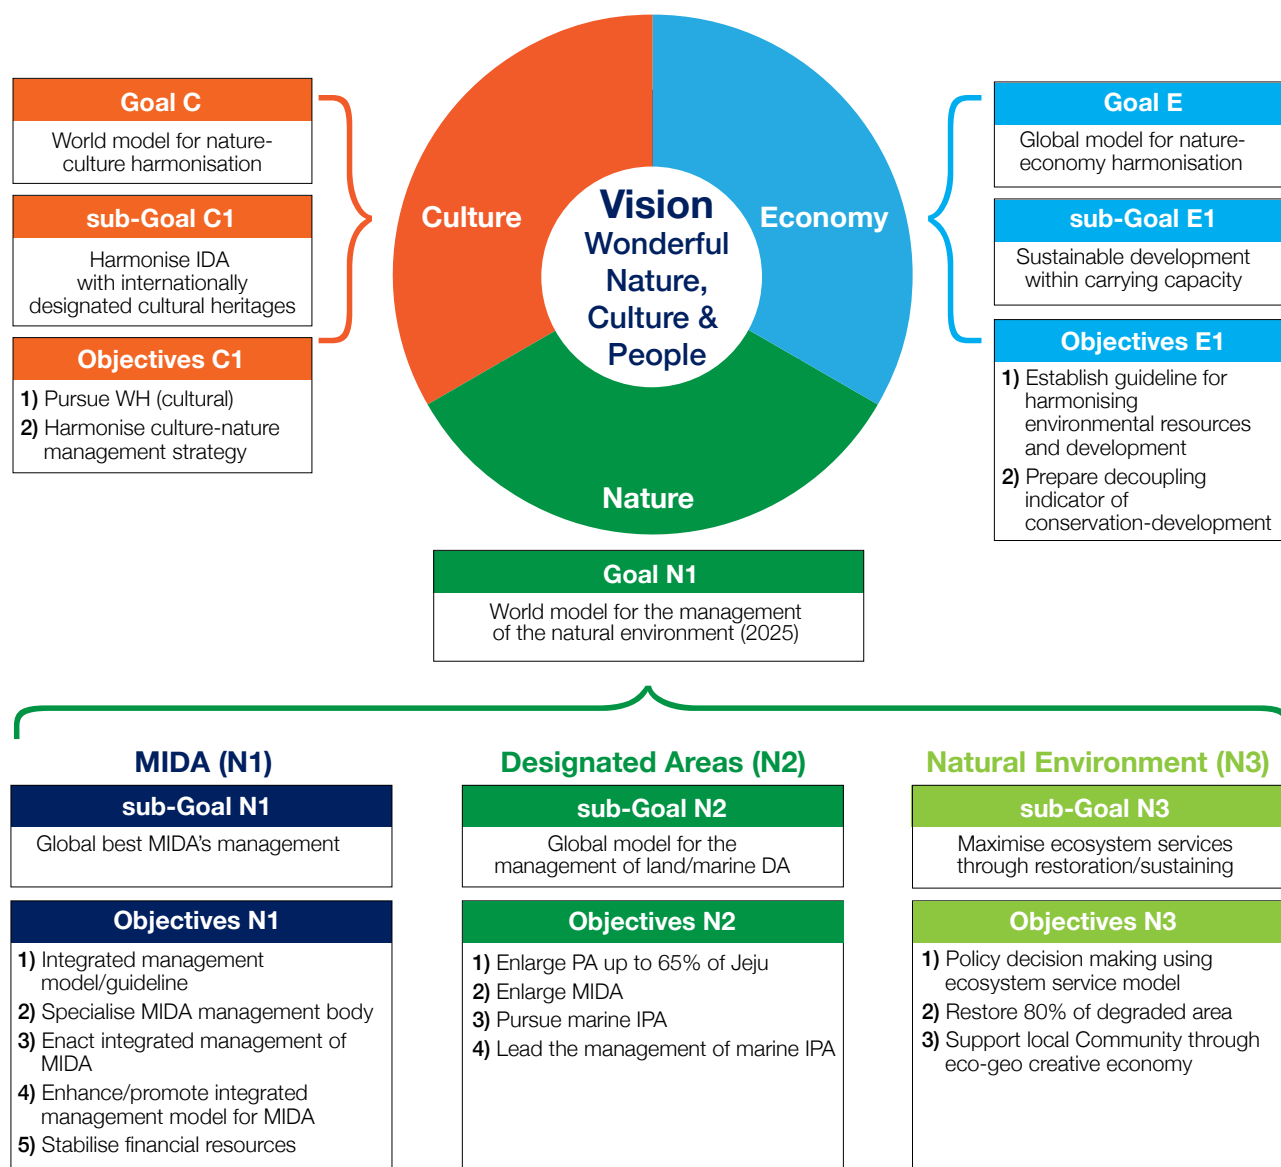 Goal C
World model for nature-
culture harmonisation
sub-Goal C1
Harmonise IDA
with internationally
designated cultural heritages
Objectives C1
1) Pursue WH (cultural)
2) Harmonise culture-nature
management strategy
Culture
Vision
Wonderful
Nature,
Culture &
People
Economy
Nature
Goal E
Global model for nature-
economy harmonisation
sub-Goal E1
Sustainable development
within carrying capacity
Objectives E1
1) Establish guideline for
harmonising
environmental resources
and development
2) Prepare decoupling
indicator of
conservation-development
Goal N1
World model for the management
of the natural environment (2025)
MIDA (N1)
sub-Goal N1
Global best MIDA's management
Objectives N1
1) Integrated management
model/guideline
2) Specialise MIDA management body
3) Enact integrated management of
MIDA
4) Enhance/promote integrated
management model for MIDA
5) Stabilise financial resources
Designated Areas (N2)
sub-Goal N2
Global model for the
management of land/marine DA
Objectives N2
1) Enlarge PA up to 65% of Jeju
2) Enlarge MIDA
3) Pursue marine IPA
4) Lead the management of marine IPA
Natural Environment (N3)
sub-Goal N3
Maximise ecosystem services
through restoration/sustaining
Objectives N3
1) Policy decision making using
ecosystem service model
2) Restore 80% of degraded area
3) Support local Community through
eco-geo creative economy